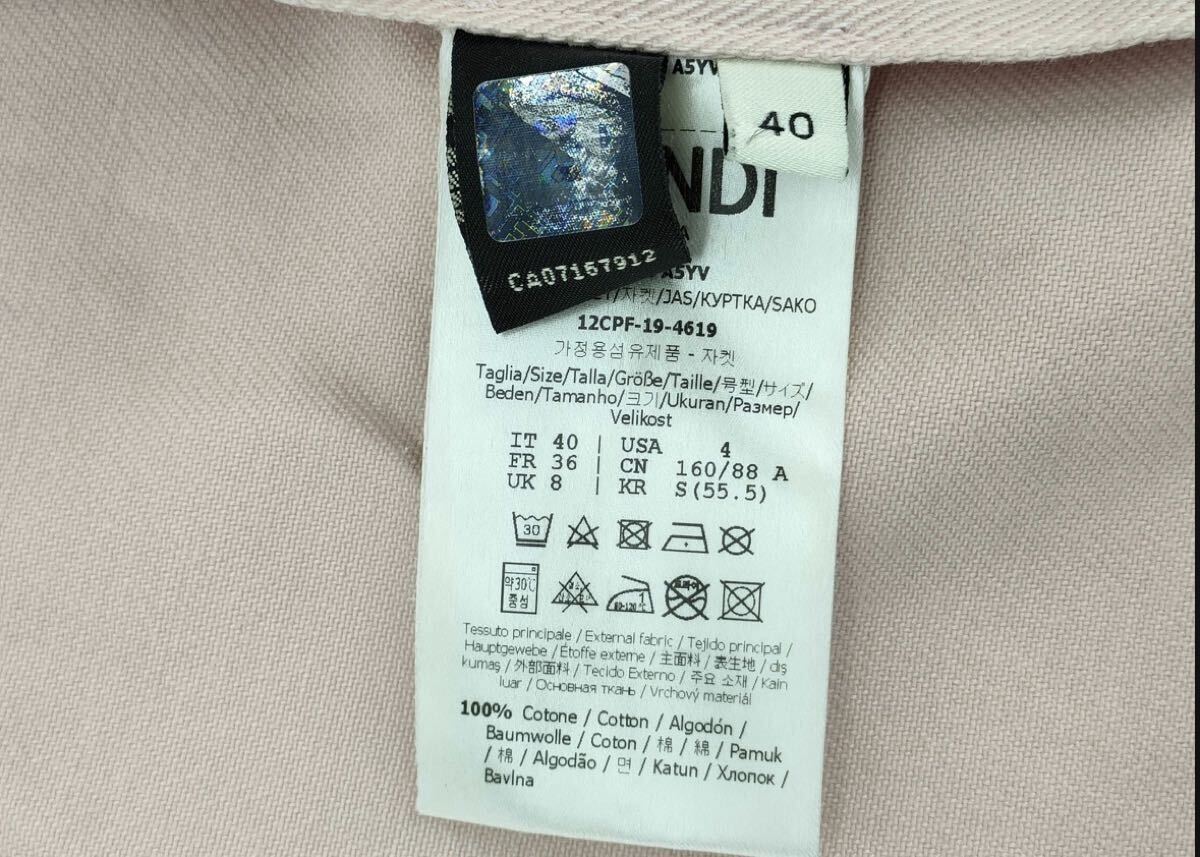 A5YV
40
NDI
CA07167912
A
A5YV
/자켓/JAS/КУРТКА/SAKO
12CPF-19-4619
가정용섬유제품 - 자켓
Taglia/Size/Talla/Größe/Taille/号型/サイズ/
Beden/Tamanho/크기/Ukuran/Размер/
Velikost
IT 40 | USA 4
FR 36 | CN 160/88 A
UK 8 | KR S(55.5)
30
약30℃
중성
Tessuto principale / External fabric / Tejido principal /
Hauptgewebe / Étoffe externe / 主面料 / 表生地 / dış
kumaş / 外部面料 / Tecido Externo / 주요 소재 / Kain
luar / Основная ткань / Vrchový materiál
100% Cotone / Cotton / Algodón /
Baumwolle / Coton / 棉 / 綿 / Pamuk
/ 棉 / Algodão / 면 / Katun / Хлопок /
Bavlna